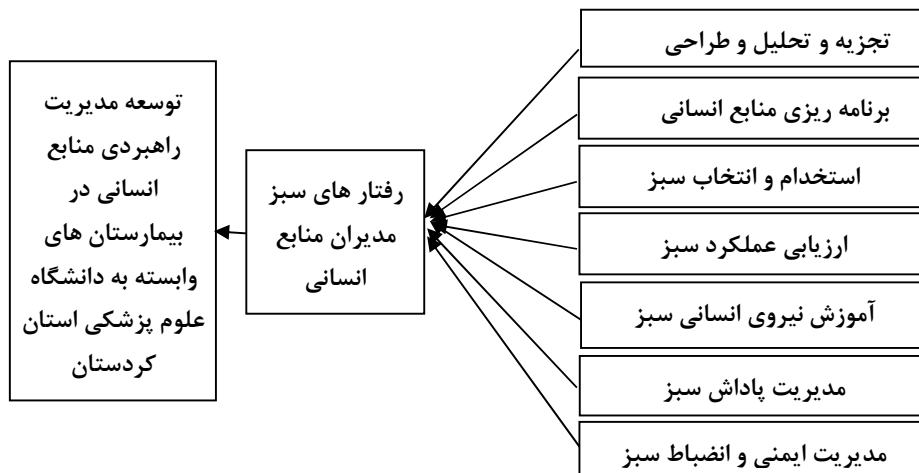 تجزیه و تحلیل و طراحی
برنامه ریزی منابع انسانی
استخدام و انتخاب سبز
ارزیابی عملکرد سبز
آموزش نیروی انسانی سبز
مدیریت پاداش سبز
مدیریت ایمنی و انضباط سبز
رفتار های سبز
مدیران منابع
انسانی
توسعه مدیریت
راهبردی منابع
انسانی در
بیمارستان های
وابسته به دانشگاه
علوم پزشکی استان
کردستان